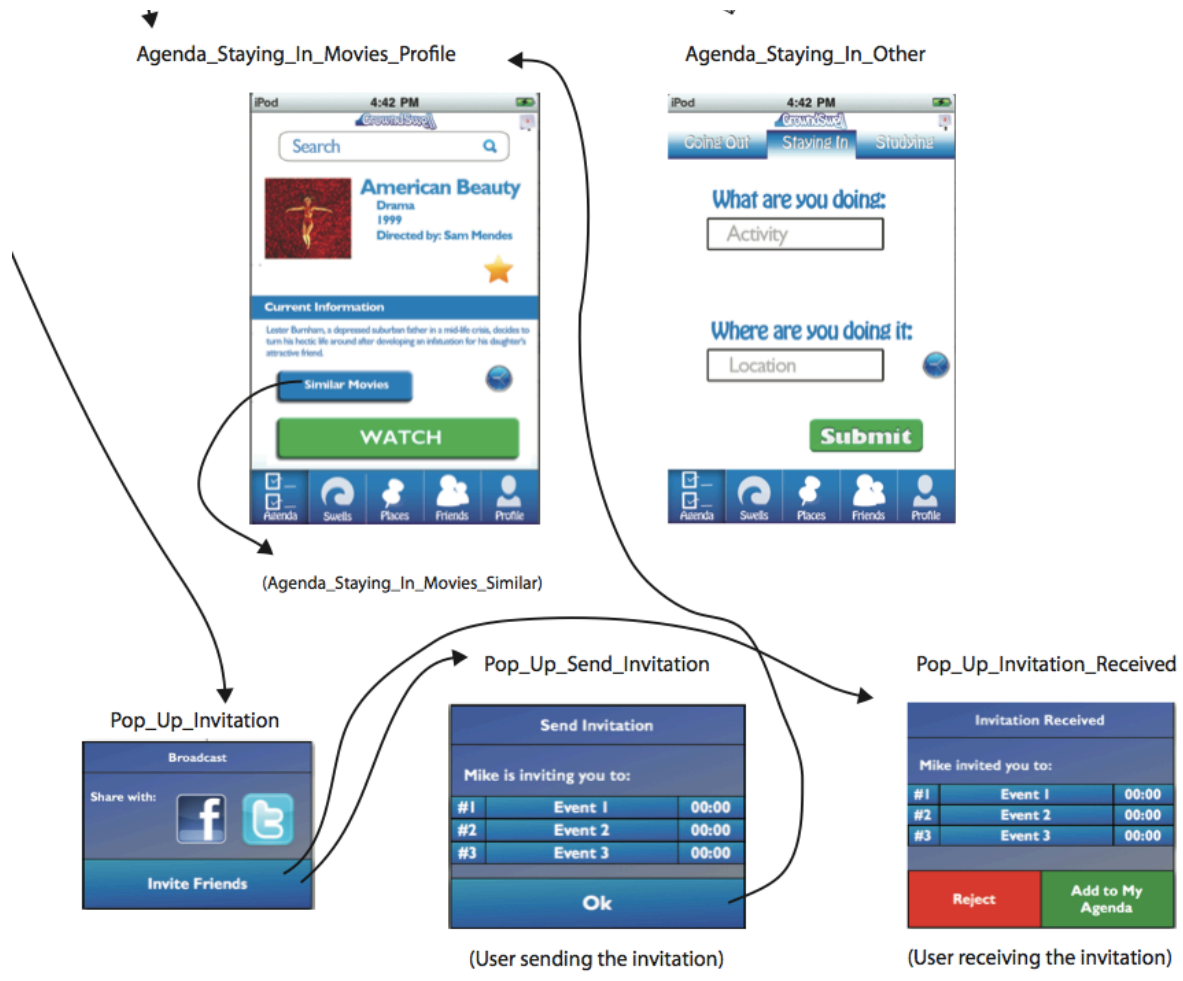 Agenda_Staying_In_Movies_Profile
iPod 4:42 PM
GrowndSwell
Search
American Beauty
Drama
1999
Directed by: Sam Mendes
Current Information
Lester Burnham, a depressed suburban father in a mid-life crisis, decides to
turn his hectic life around after developing an infatuation for his daughter's
attractive friend.
Similar Movies
WATCH
Agenda Swells Places Friends Profile
(Agenda_Staying_In_Movies_Similar)
Agenda_Staying_In_Other
iPod 4:42 PM
GrowndSwell
Going Out Staying In Studying
What are you doing:
Activity
Where are you doing it:
Location
Submit
Agenda Swells Places Friends Profile
Pop_Up_Invitation
Broadcast
Share with:
f t
Invite Friends
Pop_Up_Send_Invitation
Send Invitation
Mike is inviting you to:
#1 Event 1 00:00
#2 Event 2 00:00
#3 Event 3 00:00
Ok
(User sending the invitation)
Pop_Up_Invitation_Received
Invitation Received
Mike invited you to:
#1 Event 1 00:00
#2 Event 2 00:00
#3 Event 3 00:00
Reject
Add to My
Agenda
(User receiving the invitation)